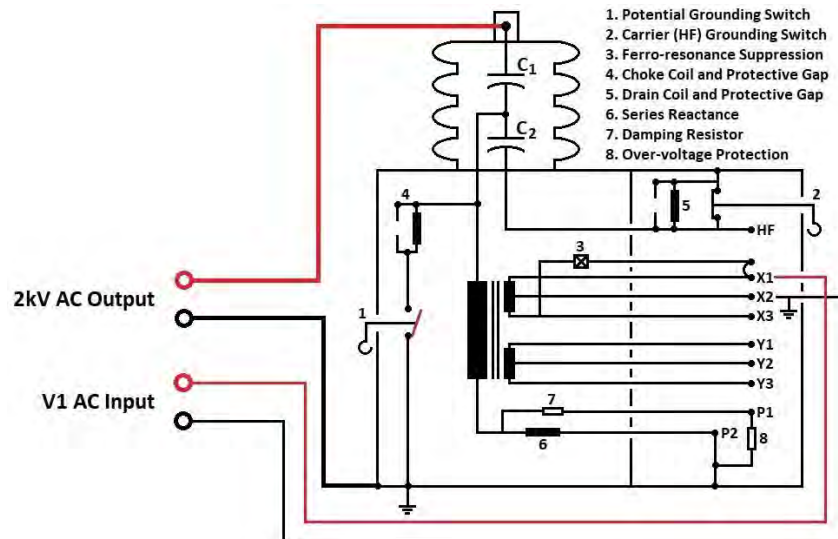 1. Potential Grounding Switch
2. Carrier (HF) Grounding Switch
3. Ferro-resonance Suppression
4. Choke Coil and Protective Gap
5. Drain Coil and Protective Gap
6. Series Reactance
7. Damping Resistor
8. Over-voltage Protection
C1
C2
4
5
2
HF
3
X1
X2
X3
2kV AC Output
1
Y1
Y2
Y3
V1 AC Input
7
P1
6
P2
8